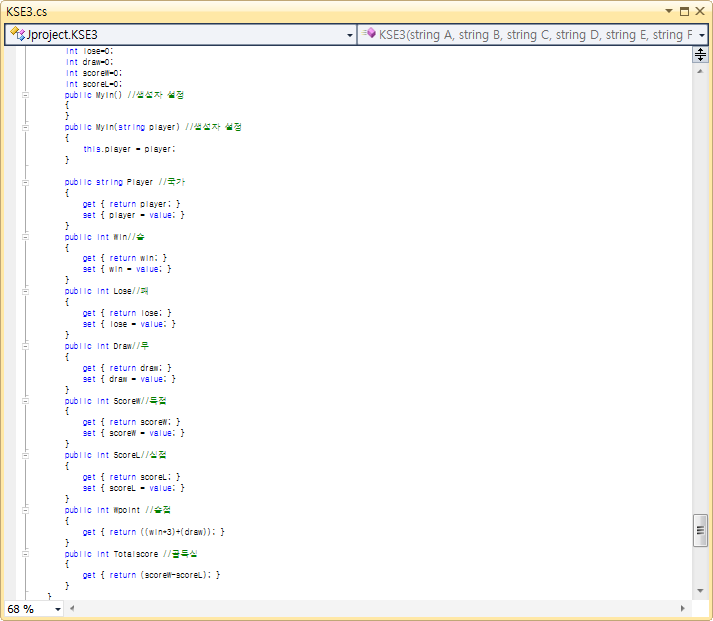 KSE3.cs
Jproject.KSE3
KSE3(string A, string B, string C, string D, string E, string F
int lose=0;
int draw=0;
int scoreW=0;
int scoreL=0;
public MyIn() //생성자 설정
{
}
public MyIn(string player) //생성자 설정
{
this.player = player;
}
public string Player //국가
{
get { return player; }
set { player = value; }
}
public int Win//승
{
get { return win; }
set { win = value; }
}
public int Lose//패
{
get { return lose; }
set { lose = value; }
}
public int Draw//무
{
get { return draw; }
set { draw = value; }
}
public int ScoreW//득점
{
get { return scoreW; }
set { scoreW = value; }
}
public int ScoreL//실점
{
get { return scoreL; }
set { scoreL = value; }
}
public int Wpoint //승점
{
get { return ((win*3)+(draw)); }
}
public int Totalscore //골득실
{
get { return (scoreW-scoreL); }
}
}
68 %